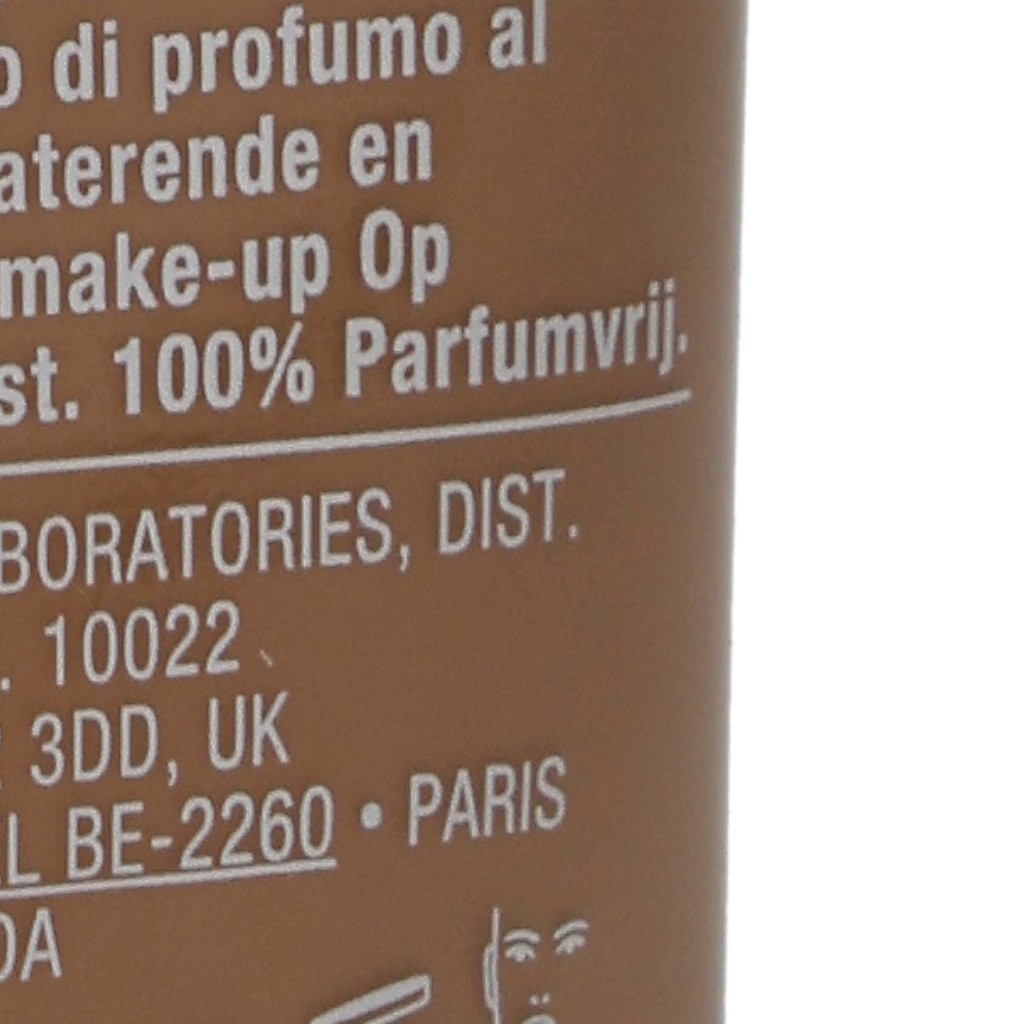 o di profumo al
aterende en
make-up Op
st. 100% Parfumvrij.
BORATORIES, DIST.
. 10022
3DD, UK
L BE-2260 • PARIS
DA